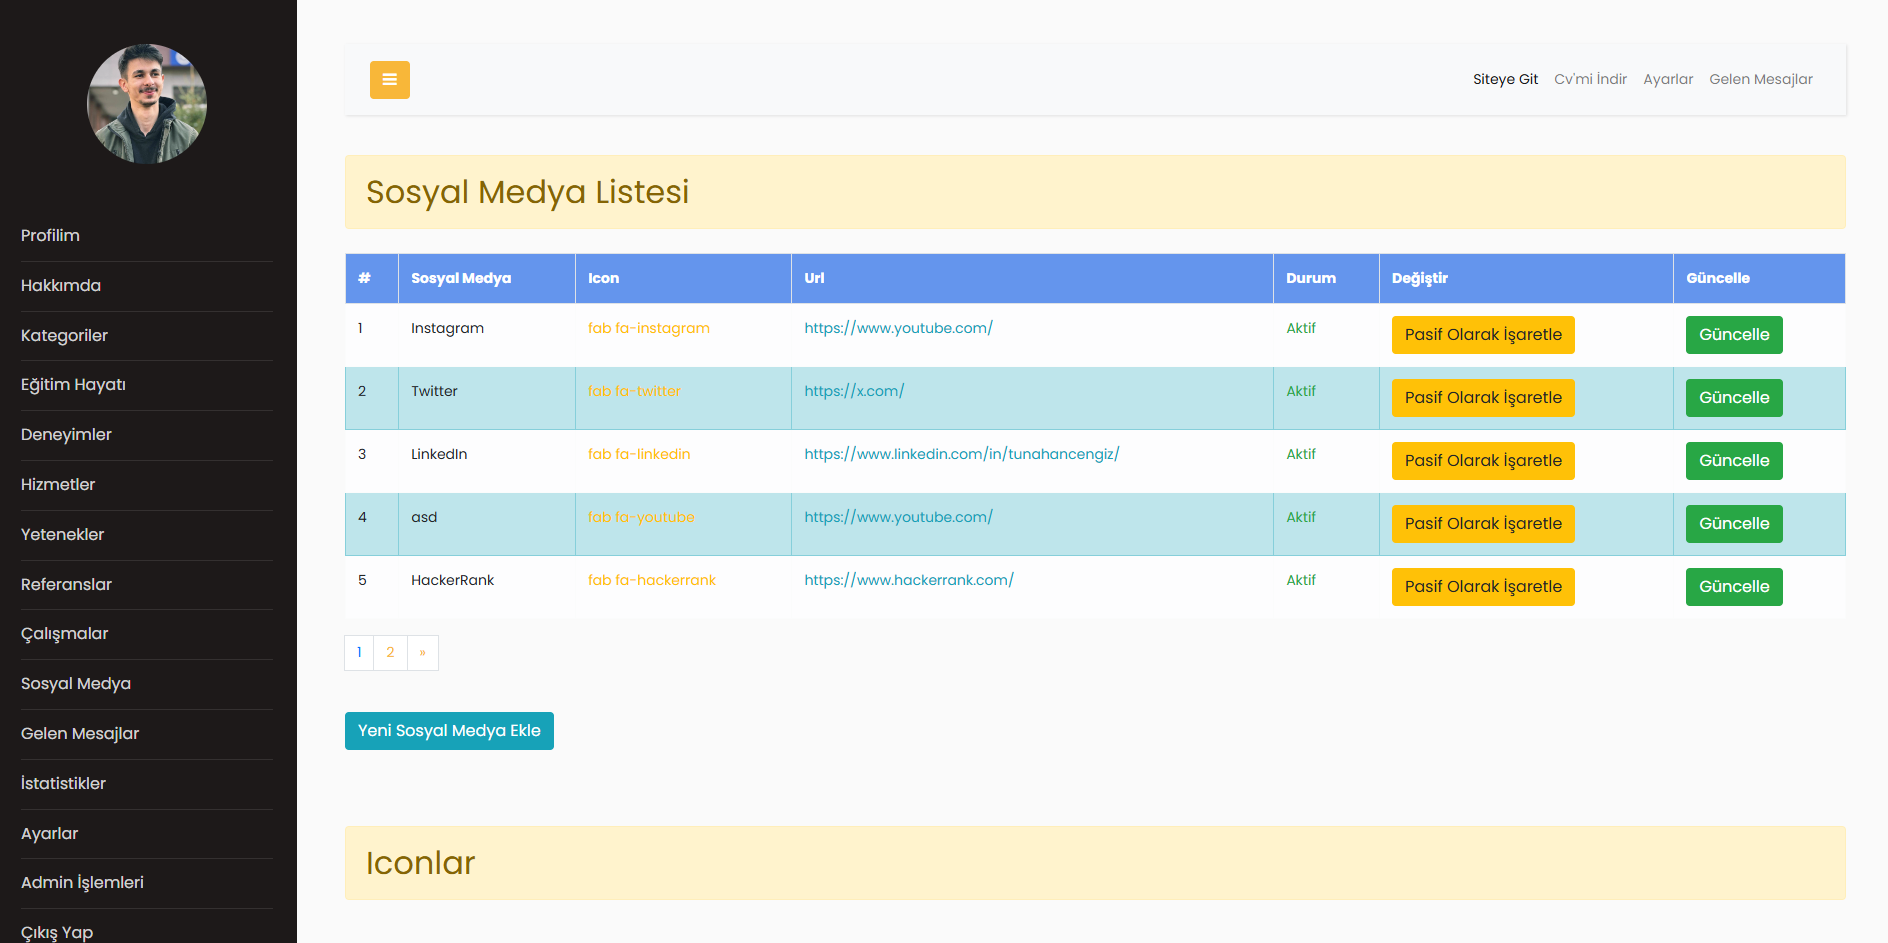 Profilim
Hakkımda
Kategoriler
Eğitim Hayatı
Deneyimler
Hizmetler
Yetenekler
Referanslar
Çalışmalar
Sosyal Medya
Gelen Mesajlar
İstatistikler
Ayarlar
Admin İşlemleri
Çıkış Yap
Siteye Git Cv'mi İndir Ayarlar Gelen Mesajlar
Sosyal Medya Listesi
# Sosyal Medya Icon Url Durum Değiştir Güncelle
1 Instagram fab fa-instagram https://www.youtube.com/ Aktif Pasif Olarak İşaretle Güncelle
2 Twitter fab fa-twitter https://x.com/ Aktif Pasif Olarak İşaretle Güncelle
3 LinkedIn fab fa-linkedin https://www.linkedin.com/in/tunahancengiz/ Aktif Pasif Olarak İşaretle Güncelle
4 asd fab fa-youtube https://www.youtube.com/ Aktif Pasif Olarak İşaretle Güncelle
5 HackerRank fab fa-hackerrank https://www.hackerrank.com/ Aktif Pasif Olarak İşaretle Güncelle
1 2 »
Yeni Sosyal Medya Ekle
Iconlar